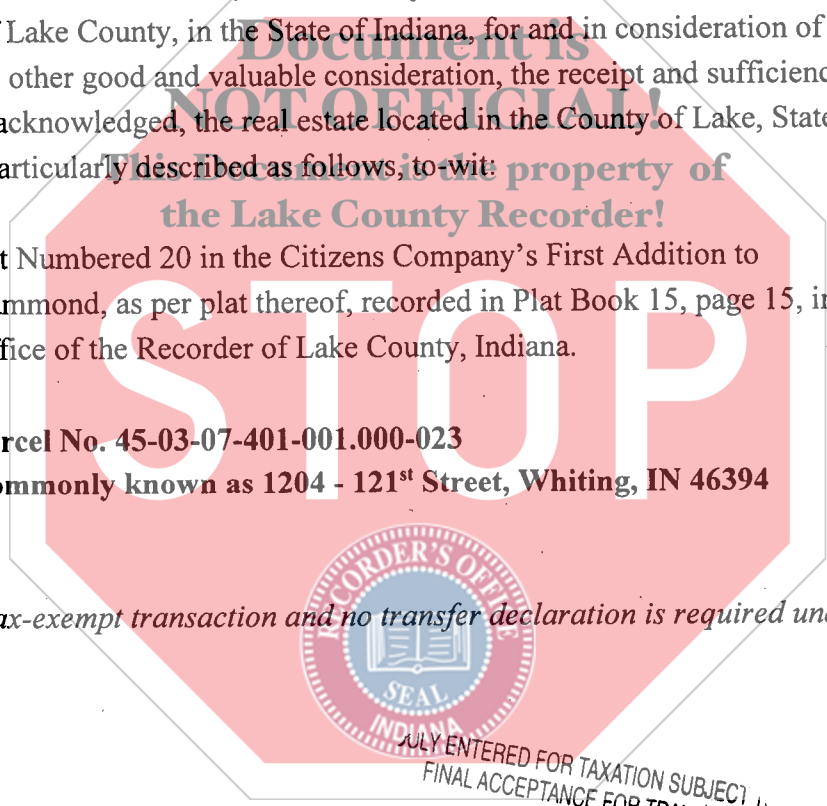 Lake County, in the State of Indiana, for and in consideration of
Document is
other good and valuable consideration, the receipt and sufficienc
NOT OFFICIAL!
acknowledged, the real estate located in the County of Lake, State
articularly described as follows, to-wit:
This Document is the property of
the Lake County Recorder!
t Numbered 20 in the Citizens Company's First Addition to
mmond, as per plat thereof, recorded in Plat Book 15, page 15, in
ffice of the Recorder of Lake County, Indiana.
STOP
rcel No. 45-03-07-401-001.000-023
ommonly known as 1204 - 121st Street, Whiting, IN 46394
RECORDER'S OFFICE
ax-exempt transaction and no transfer declaration is required un
SEAL
INDIANA
ULY ENTERED FOR TAXATION SUBJECT
FINAL ACCEPTANCE FOR